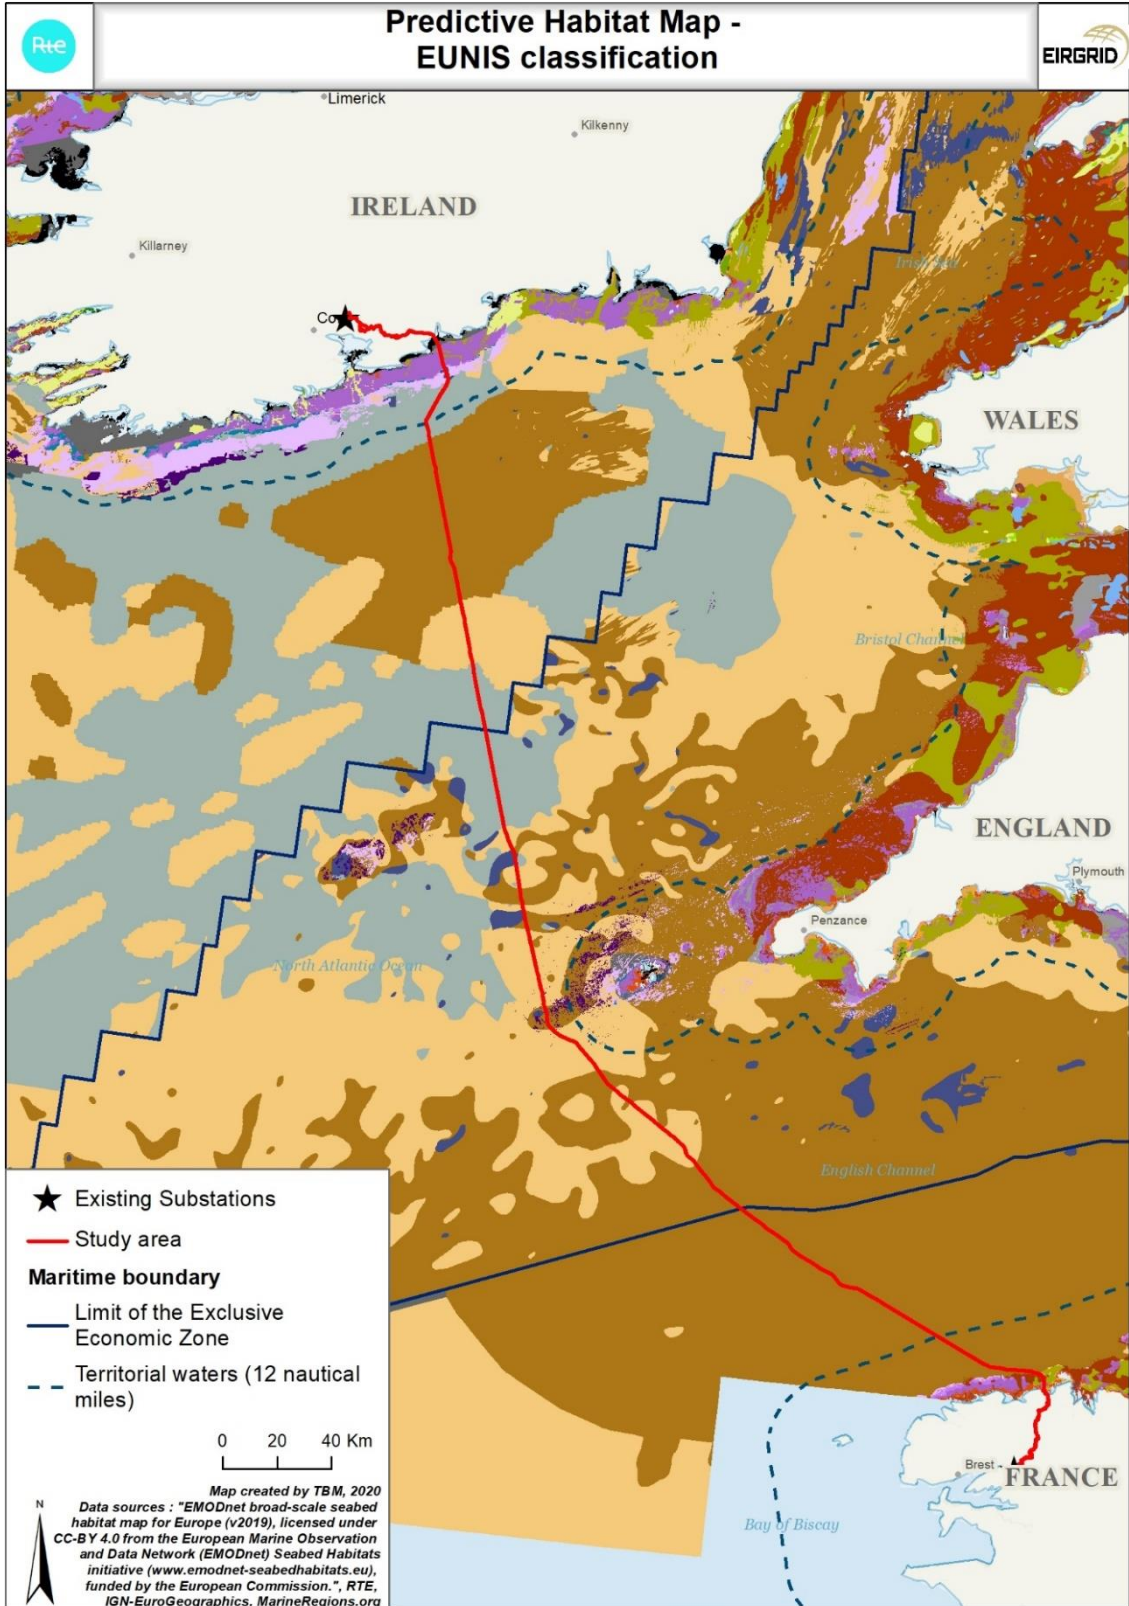 Rte
Predictive Habitat Map -
EUNIS classification
EIRGRID
Limerick
Kilkenny
IRELAND
Killarney
Irish Sea
Co
WALES
Bristol Channel
ENGLAND
Plymouth
Penzance
North Atlantic Ocean
English Channel
Existing Substations
Study area
Maritime boundary
Limit of the Exclusive
Economic Zone
Territorial waters (12 nautical
miles)
0 20 40 Km
Map created by TBM, 2020
Data sources : "EMODnet broad-scale seabed
habitat map for Europe (v2019), licensed under
CC-BY 4.0 from the European Marine Observation
and Data Network (EMODnet) Seabed Habitats
initiative (www.emodnet-seabedhabitats.eu),
funded by the European Commission.", RTE,
IGN-EuroGeographics, MarineRegions.org
N
Brest
FRANCE
Bay of Biscay